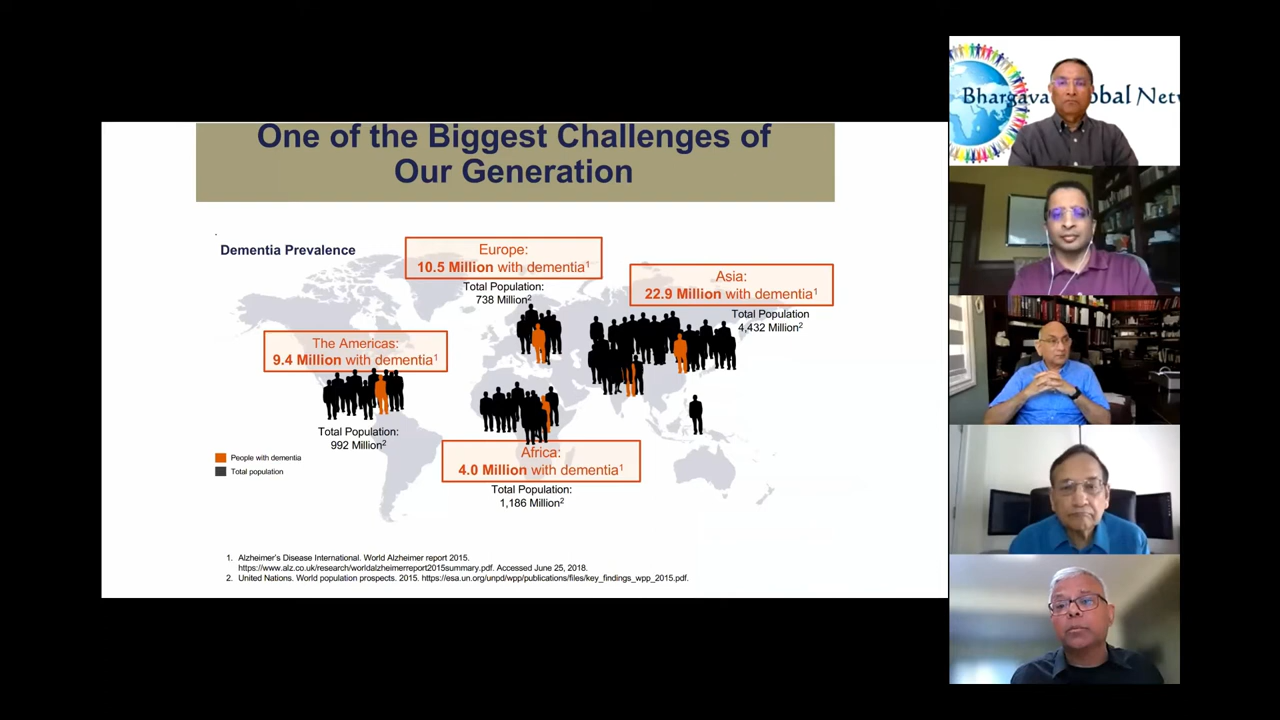 One of the Biggest Challenges of
Our Generation
Dementia Prevalence
Europe:
10.5 Million with dementia¹
Total Population:
738 Million²
Asia:
22.9 Million with dementia¹
Total Population
4,432 Million²
The Americas:
9.4 Million with dementia¹
Total Population:
992 Million²
Africa:
4.0 Million with dementia¹
Total Population:
1,186 Million²
People with dementia
Total population
1. Alzheimer's Disease International. World Alzheimer report 2015.
https://www.alz.co.uk/research/worldalzheimerreport2015summary.pdf. Accessed June 25, 2018.
2. United Nations. World population prospects. 2015. https://esa.un.org/unpd/wpp/publications/files/key_findings_wpp_2015.pdf.
Bhargava obal Netw